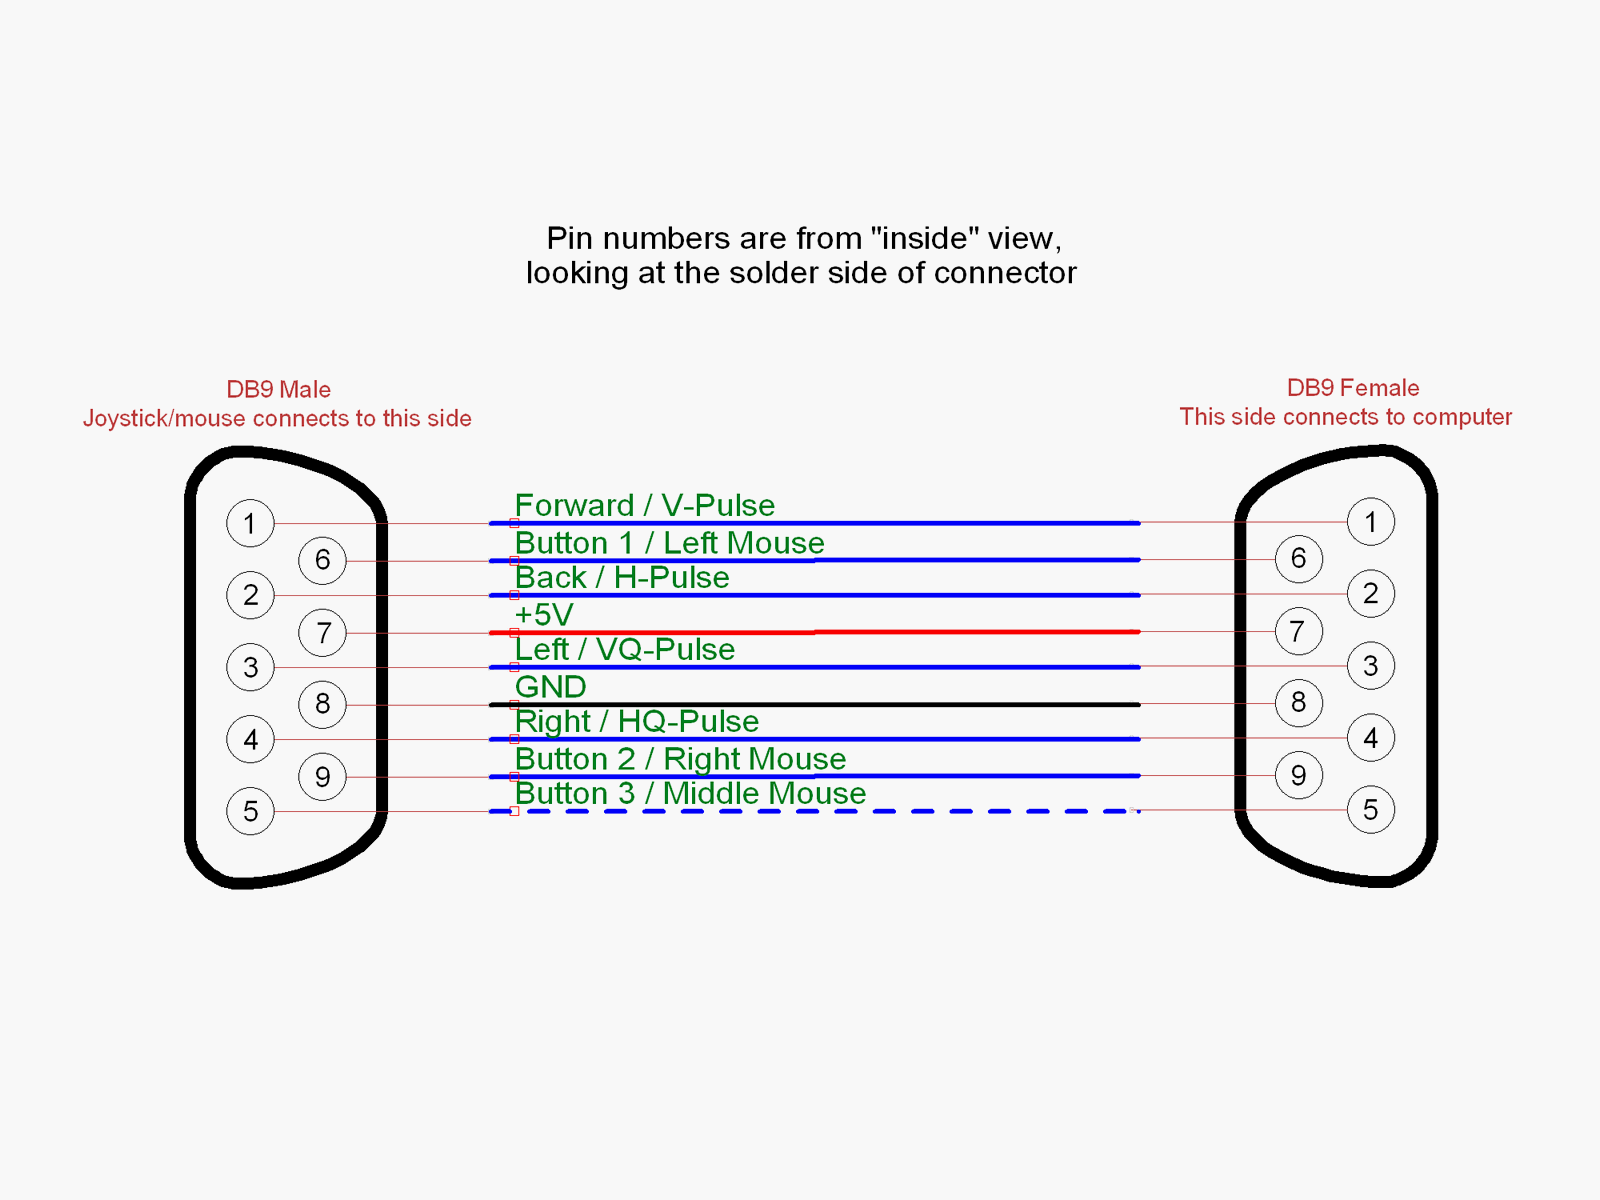 Pin numbers are from "inside" view,
looking at the solder side of connector
DB9 Male
Joystick/mouse connects to this side
DB9 Female
This side connects to computer
Forward / V-Pulse
1
1
Button 1 / Left Mouse
6
6
Back / H-Pulse
2
2
+5V
7
7
Left / VQ-Pulse
3
3
GND
8
8
Right / HQ-Pulse
4
4
Button 2 / Right Mouse
9
9
Button 3 / Middle Mouse
5
5